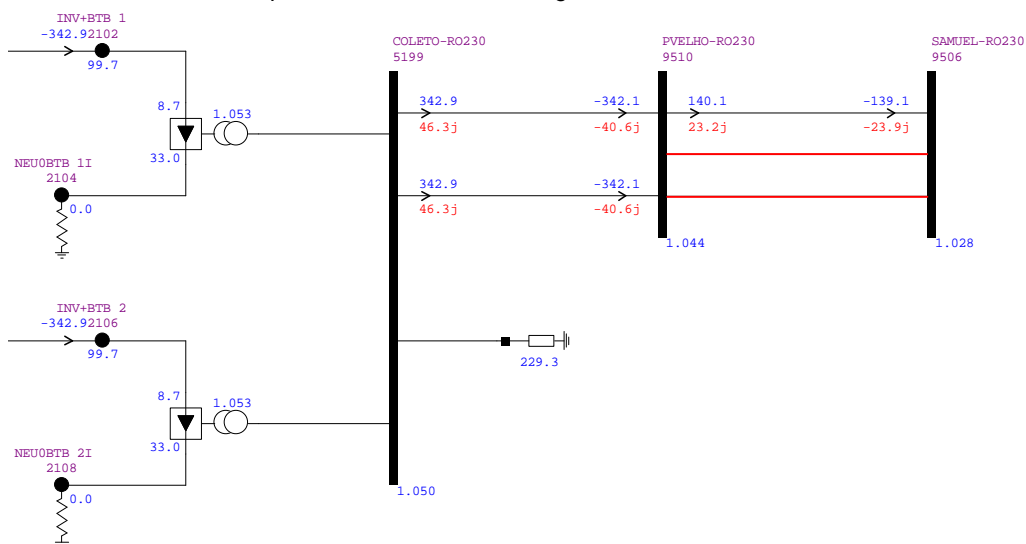 INV+BTB 1
-342.92102
99.7
8.7
1.053
33.0
NEU0BTB 1I
2104
0.0
INV+BTB 2
-342.92106
99.7
8.7
1.053
33.0
NEU0BTB 2I
2108
0.0
COLETO-RO230
5199
342.9
46.3j
-342.1
-40.6j
342.9
46.3j
-342.1
-40.6j
229.3
1.050
PVELHO-RO230
9510
140.1
23.2j
-139.1
-23.9j
1.044
SAMUEL-RO230
9506
1.028